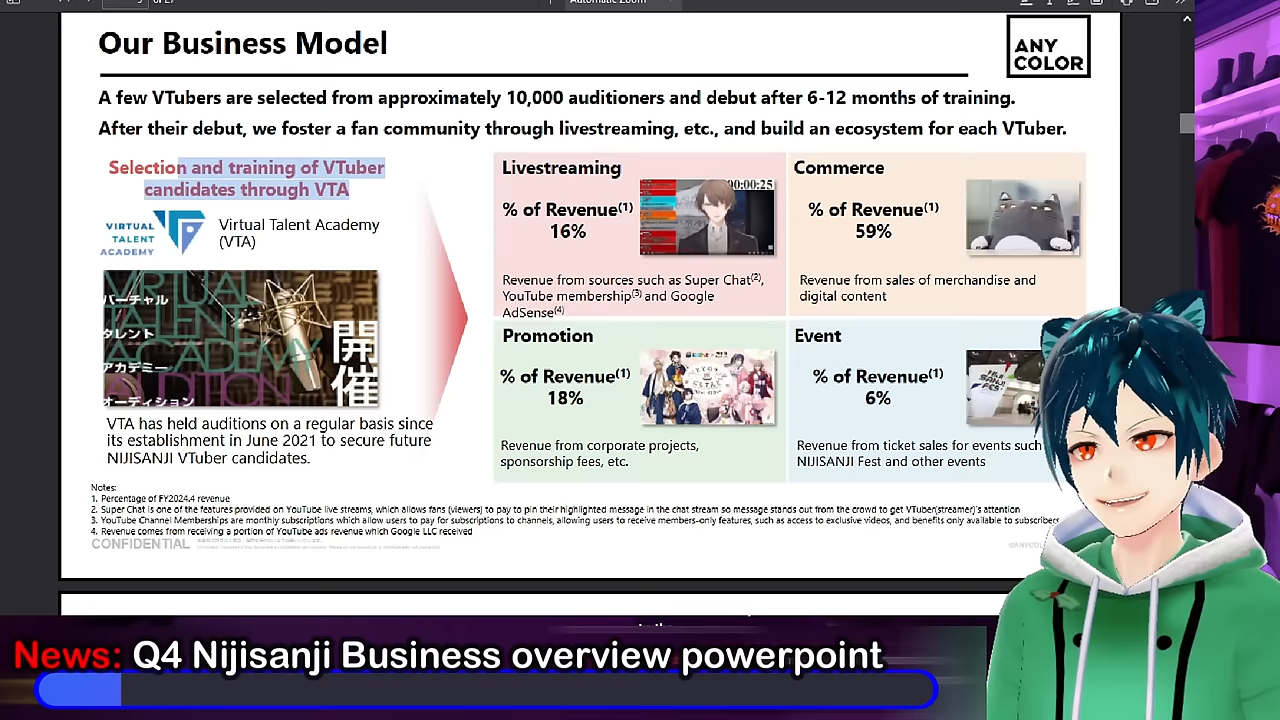 Automatic Zoom
Our Business Model
ANY
COLOR
A few VTubers are selected from approximately 10,000 auditioners and debut after 6-12 months of training.
After their debut, we foster a fan community through livestreaming, etc., and build an ecosystem for each VTuber.
Selection and training of VTuber
candidates through VTA
VIRTUAL
TALENT
ACADEMY
Virtual Talent Academy
(VTA)
VIRTUAL
バーチャル
TALENT
タレント
ACADEMY
アカデミー
AUDITION
オーディション
開
催
VTA has held auditions on a regular basis since
its establishment in June 2021 to secure future
NIJISANJI VTuber candidates.
Livestreaming
% of Revenue(1)
16%
00:00:25
Revenue from sources such as Super Chat(2),
YouTube membership(3) and Google
AdSense(4)
Commerce
% of Revenue(1)
59%
Revenue from sales of merchandise and
digital content
Promotion
% of Revenue(1)
18%
Revenue from corporate projects,
sponsorship fees, etc.
Event
% of Revenue(1)
6%
Revenue from ticket sales for events such
NIJISANJI Fest and other events
Notes:
1. Percentage of FY2024.4 revenue
2. Super Chat is one of the features provided on YouTube live streams, which allows fans (viewers) to pay to pin their highlighted message in the chat stream so message stands out from the crowd to get VTuber(streamer)'s attention
3. YouTube Channel Memberships are monthly subscriptions which allow users to pay for subscriptions to channels, allowing users to receive members-only features, such as access to exclusive videos, and benefits only available to subscribers
4. Revenue comes from receiving a portion of YouTube ads revenue which Google LLC received
CONFIDENTIAL
News: Q4 Nijisanji Business overview powerpoint